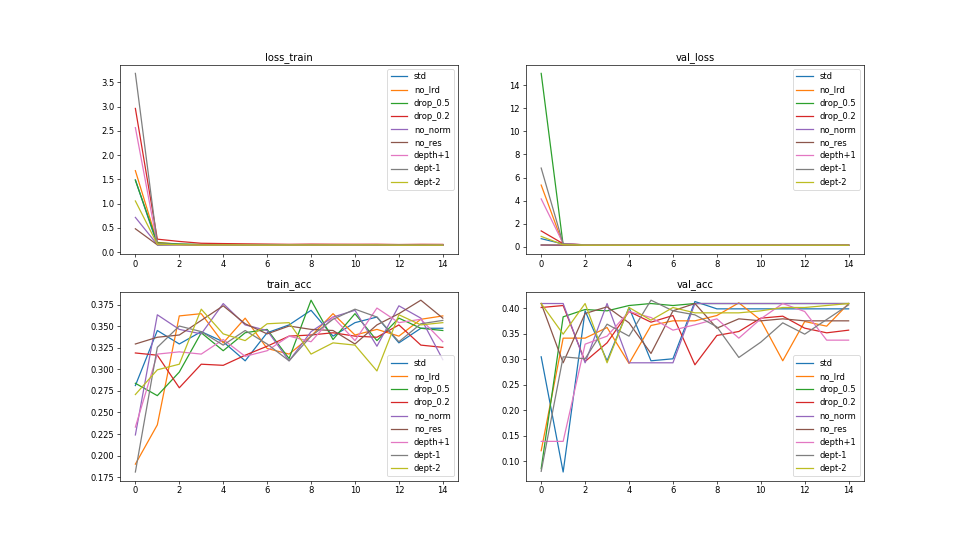 loss_train
3.5
3.0
2.5
2.0
1.5
1.0
0.5
0.0
0 2 4 6 8 10 12 14
std
no_lrd
drop_0.5
drop_0.2
no_norm
no_res
depth+1
dept-1
dept-2
val_loss
14
12
10
8
6
4
2
0
0 2 4 6 8 10 12 14
std
no_lrd
drop_0.5
drop_0.2
no_norm
no_res
depth+1
dept-1
dept-2
train_acc
0.375
0.350
0.325
0.300
0.275
0.250
0.225
0.200
0.175
0 2 4 6 8 10 12 14
std
no_lrd
drop_0.5
drop_0.2
no_norm
no_res
depth+1
dept-1
dept-2
val_acc
0.40
0.35
0.30
0.25
0.20
0.15
0.10
0 2 4 6 8 10 12 14
std
no_lrd
drop_0.5
drop_0.2
no_norm
no_res
depth+1
dept-1
dept-2